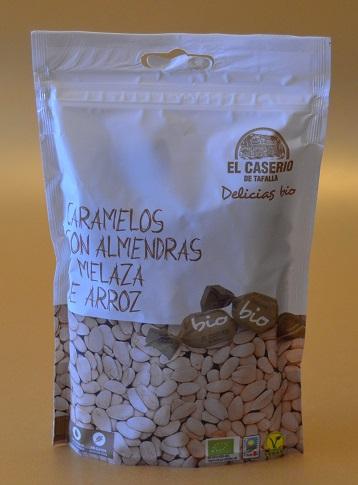 EL CASERIO
DE TAFALLA
Delicias bio
CARAMELOS
CON ALMENDRAS
MELAZA
DE ARROZ
bio bio